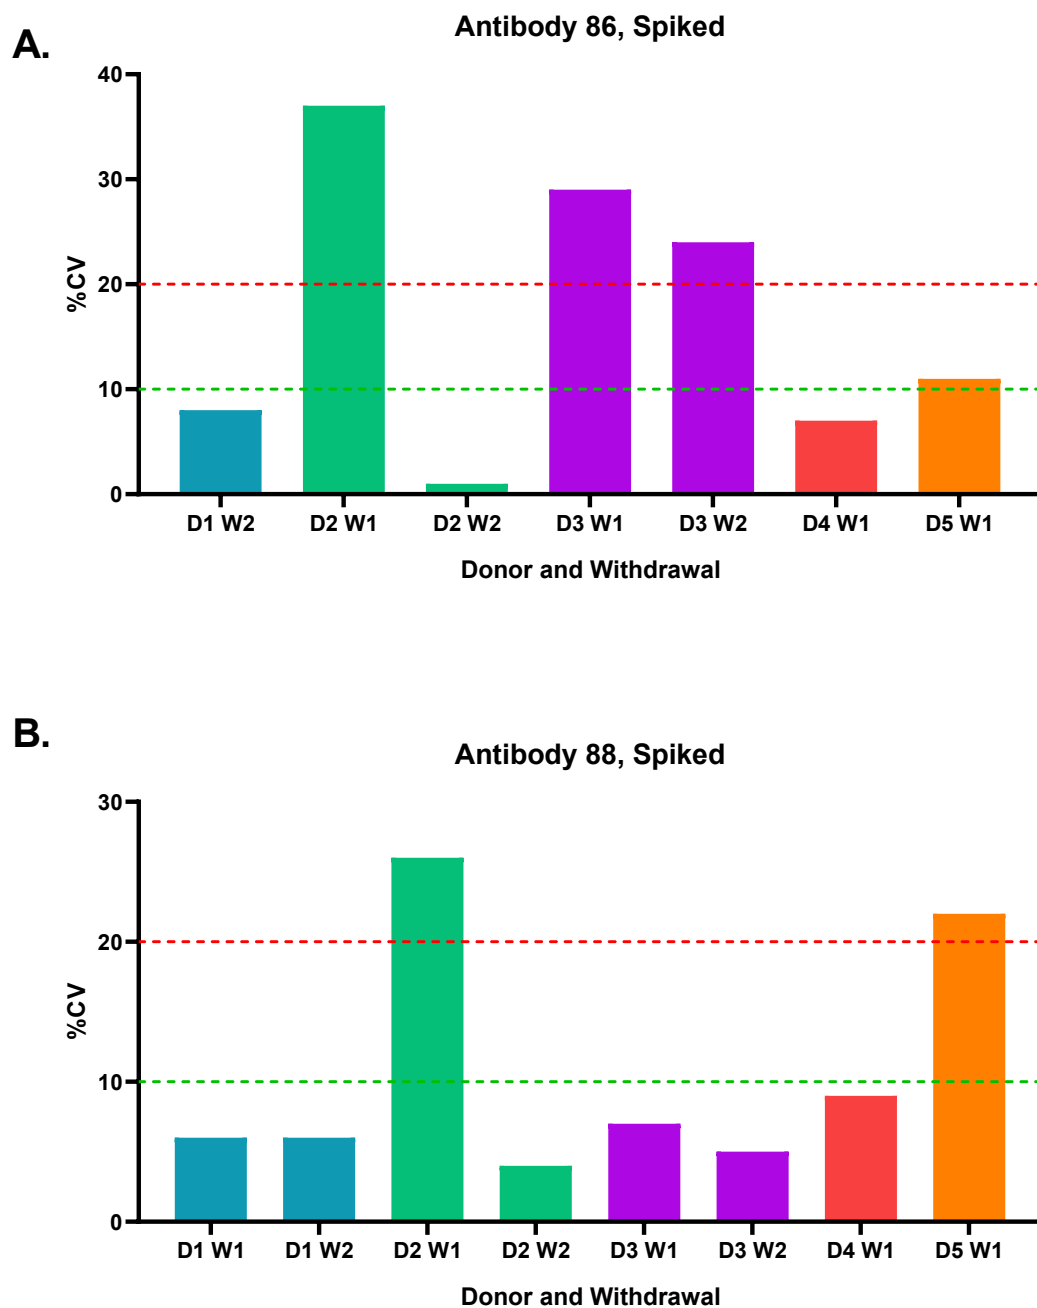 A.
Antibody 86, Spiked
40
30
20
10
0
%CV
D1 W2 D2 W1 D2 W2 D3 W1 D3 W2 D4 W1 D5 W1
Donor and Withdrawal
B.
Antibody 88, Spiked
30
20
10
0
%CV
D1 W1 D1 W2 D2 W1 D2 W2 D3 W1 D3 W2 D4 W1 D5 W1
Donor and Withdrawal